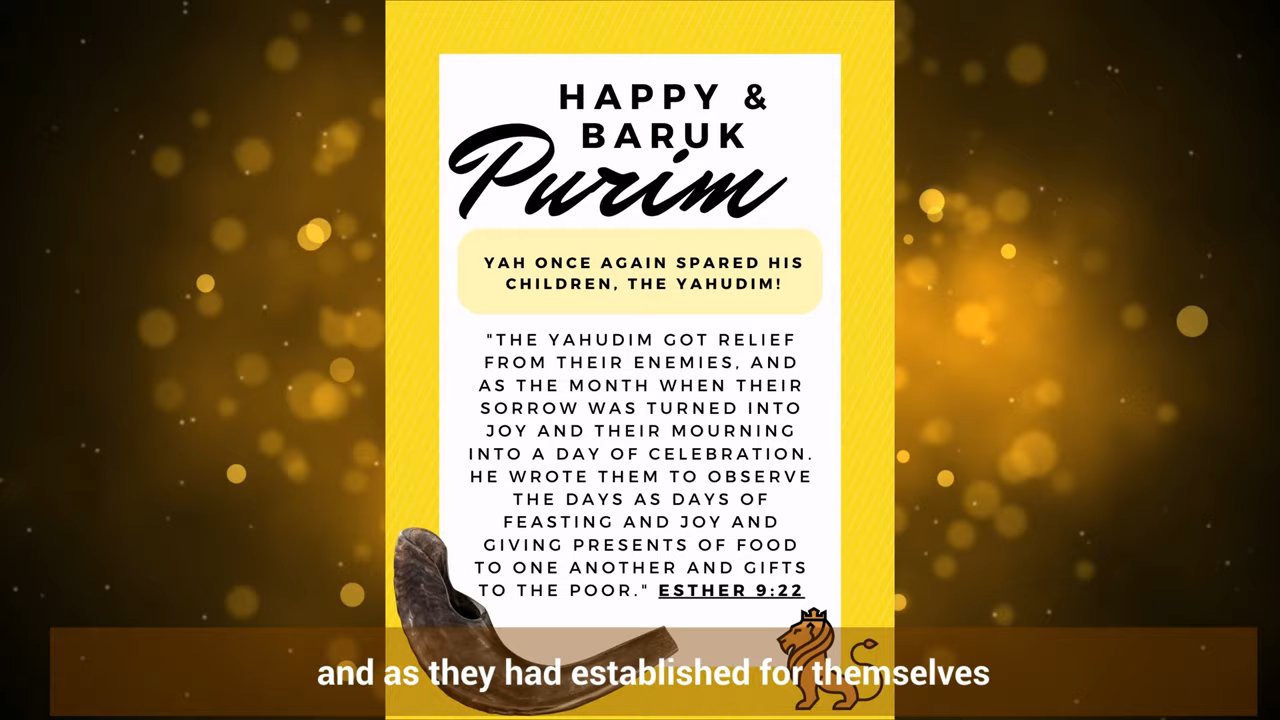 HAPPY &
BARUK
Purim
YAH ONCE AGAIN SPARED HIS
CHILDREN, THE YAHUDIM!
"THE YAHUDIM GOT RELIEF
FROM THEIR ENEMIES, AND
AS THE MONTH WHEN THEIR
SORROW WAS TURNED INTO
JOY AND THEIR MOURNING
INTO A DAY OF CELEBRATION.
HE WROTE THEM TO OBSERVE
THE DAYS AS DAYS OF
FEASTING AND JOY AND
GIVING PRESENTS OF FOOD
TO ONE ANOTHER AND GIFTS
TO THE POOR." ESTHER 9:22
and as they had established for themselves